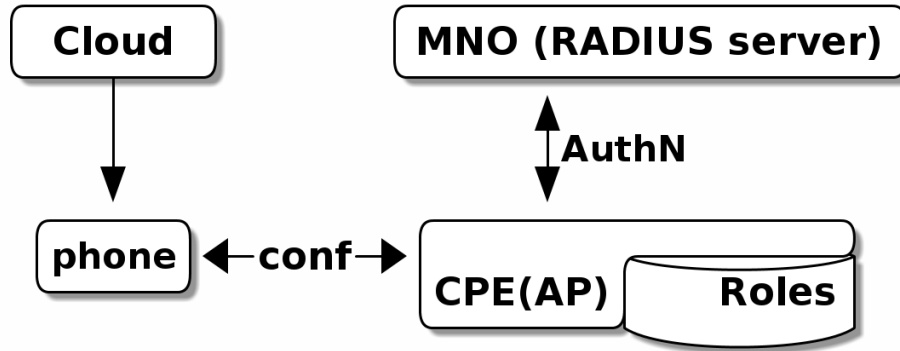 Cloud
MNO (RADIUS server)
AuthN
phone
conf
CPE(AP)
Roles